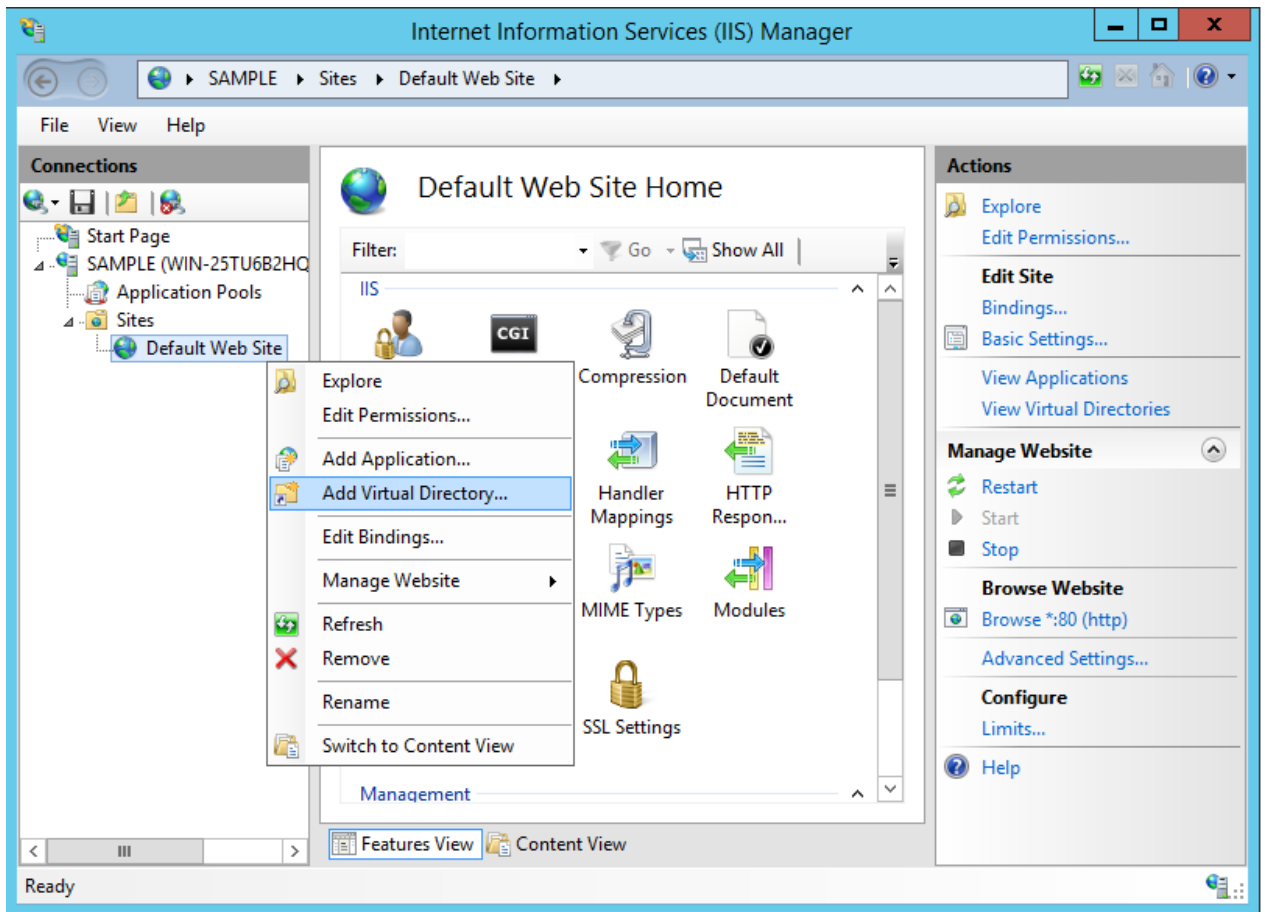 Internet Information Services (IIS) Manager
SAMPLE Sites Default Web Site
File View Help
Connections
Start Page
SAMPLE (WIN-25TU6B2HQ
Application Pools
Sites
Default Web Site
Default Web Site Home
Filter: Go Show All
IIS
CGI
Compression
Default
Document
Handler
Mappings
HTTP
Respon...
MIME Types
Modules
SSL Settings
Management
Features View Content View
Explore
Edit Permissions...
Add Application...
Add Virtual Directory...
Edit Bindings...
Manage Website
Refresh
Remove
Rename
Switch to Content View
Actions
Explore
Edit Permissions...
Edit Site
Bindings...
Basic Settings...
View Applications
View Virtual Directories
Manage Website
Restart
Start
Stop
Browse Website
Browse *:80 (http)
Advanced Settings...
Configure
Limits...
Help
Ready